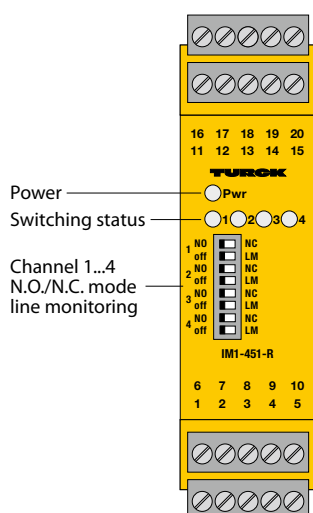 16 17 18 19 20
11 12 13 14 15
TURCK
Power
Pwr
Switching status
1 2 3 4
Channel 1...4
N.O./N.C. mode
line monitoring
1 NO NC
off LM
2 NO NC
off LM
3 NO NC
off LM
4 NO NC
off LM
IM1-451-R
6 7 8 9 10
1 2 3 4 5